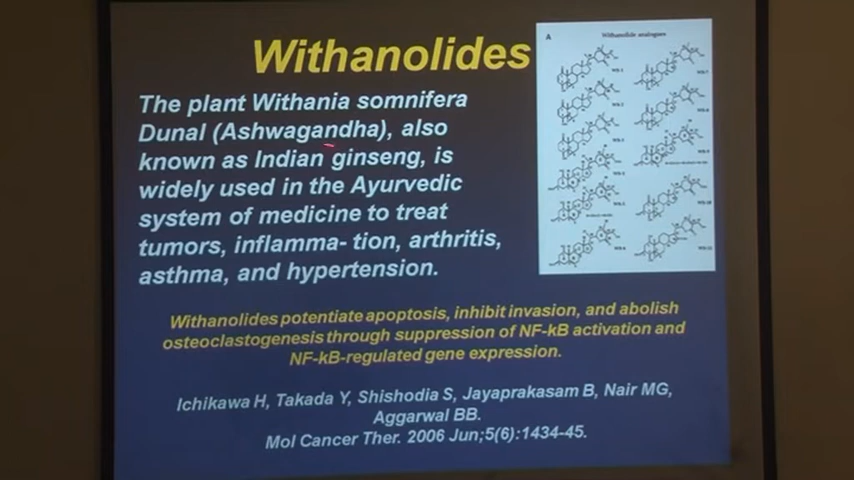 Withanolides
The plant Withania somnifera
Dunal (Ashwagandha), also
known as Indian ginseng, is
widely used in the Ayurvedic
system of medicine to treat
tumors, inflamma- tion, arthritis,
asthma, and hypertension.
A
Withanolide analogues
Withanolides potentiate apoptosis, inhibit invasion, and abolish
osteoclastogenesis through suppression of NF-kB activation and
NF-kB-regulated gene expression.
Ichikawa H, Takada Y, Shishodia S, Jayaprakasam B, Nair MG,
Aggarwal BB.
Mol Cancer Ther. 2006 Jun;5(6):1434-45.